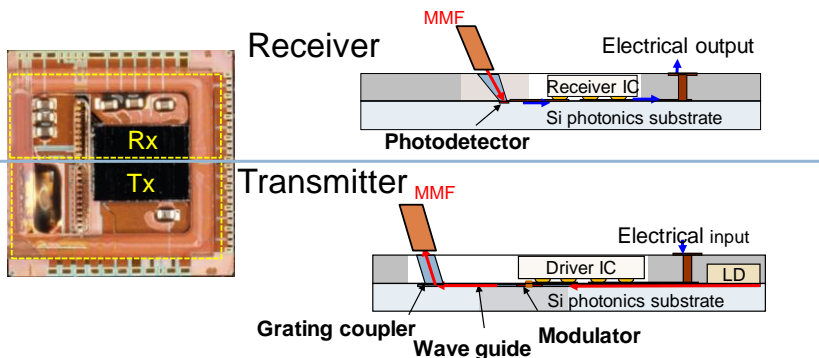 Receiver
MMF
Electrical output
Receiver IC
Si photonics substrate
Photodetector
Rx
Tx
Transmitter
MMF
Electrical input
Driver IC
LD
Si photonics substrate
Grating coupler
Modulator
Wave guide